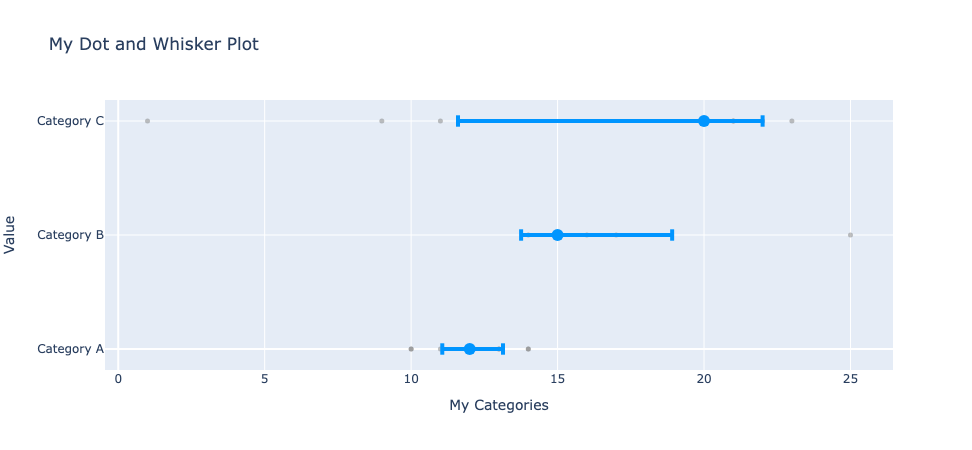 My Dot and Whisker Plot
Category C
Value
Category B
Category A
0 5 10 15 20 25
My Categories